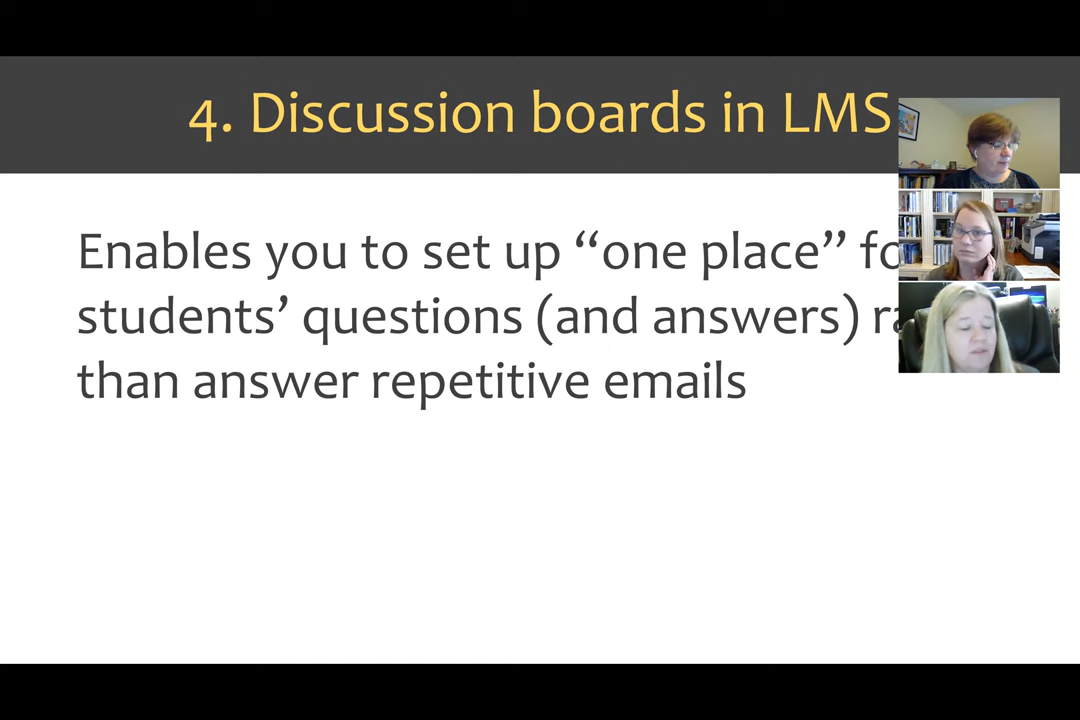 4. Discussion boards in LMS
Enables you to set up “one place”
students’ questions (and answers)
than answer repetitive emails